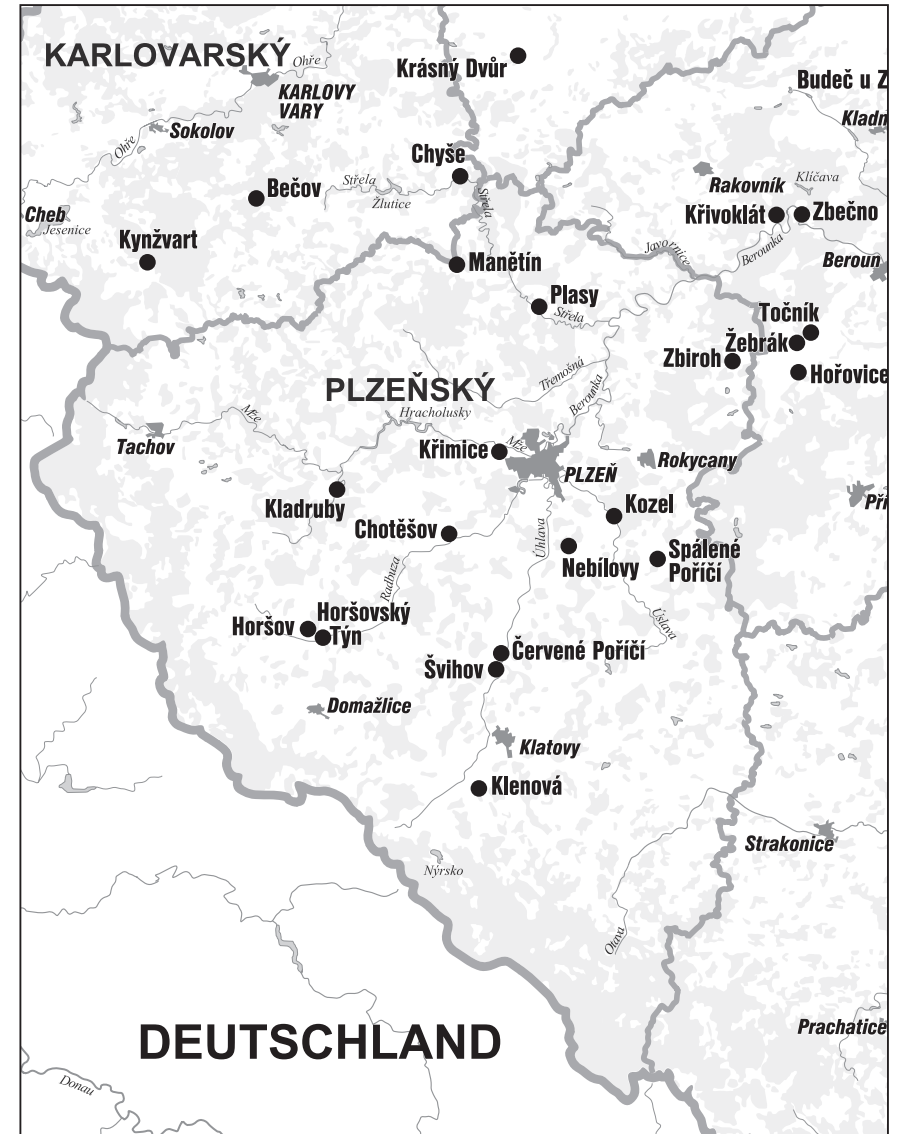 KARLOVARSKÝ
Ohře
Krásný Dvůr
KARLOVY
VARY
Budeč u Z
Kladn
Sokolov
Ohře
Chyše
Bečov
Střela
Žlutice
Střela
Rakovník
Klíčava
Křivoklát
Zbečno
Cheb
Jesenice
Kynžvart
Manětín
Javornice
Berounka
Beroun
Plasy
Střela
Točník
Žebrák
Zbiroh
Hořovice
Třemošná
Berounka
PLZEŇSKÝ
Hracholusky
Mže
Tachov
Křimice
Mže
PLZEŇ
Rokycany
Kladruby
Kozel
Pří
Chotěšov
Úhlava
Nebílovy
Spálené
Poříčí
Radbuza
Horšov
Horšovský
Týn
Úslava
Červené Poříčí
Švihov
Domažlice
Klatovy
Klenová
Strakonice
Nýrsko
Otava
DEUTSCHLAND
Prachatice
Donau